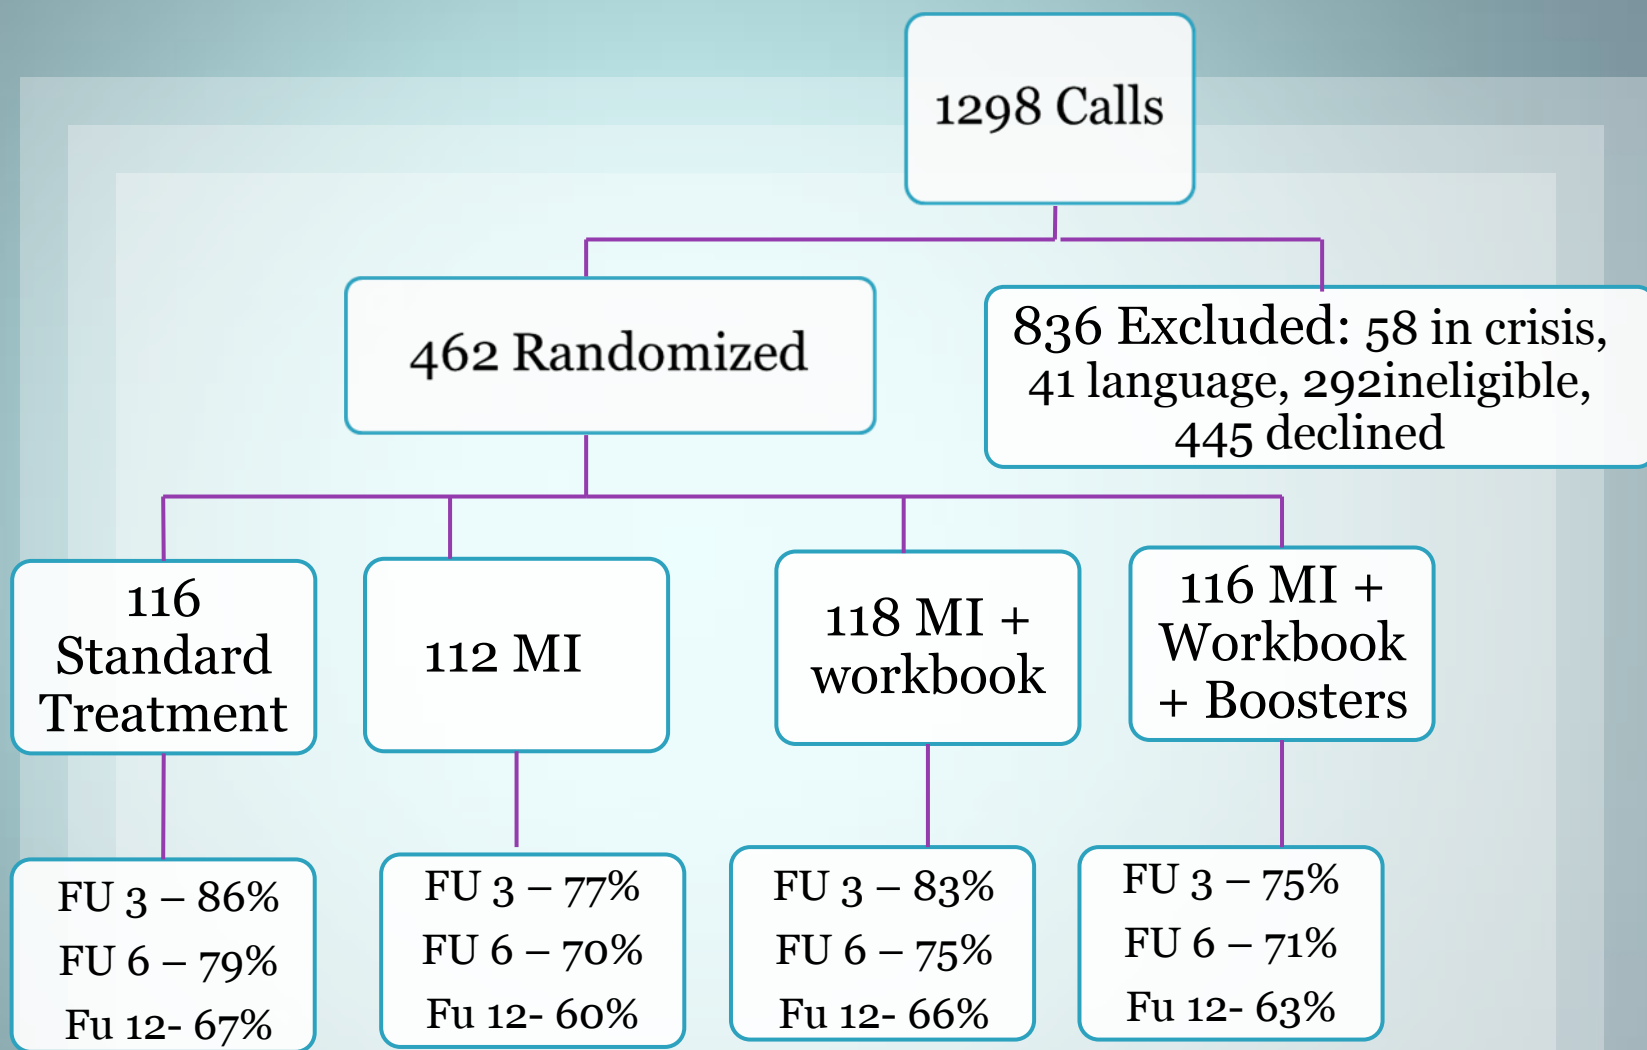 1298 Calls
462 Randomized
836 Excluded: 58 in crisis,
41 language, 292ineligible,
445 declined
116
Standard
Treatment
112 MI
118 MI +
workbook
116 MI +
Workbook
+ Boosters
FU 3 – 86%
FU 6 – 79%
Fu 12- 67%
FU 3 – 77%
FU 6 – 70%
Fu 12- 60%
FU 3 – 83%
FU 6 – 75%
Fu 12- 66%
FU 3 – 75%
FU 6 – 71%
Fu 12- 63%